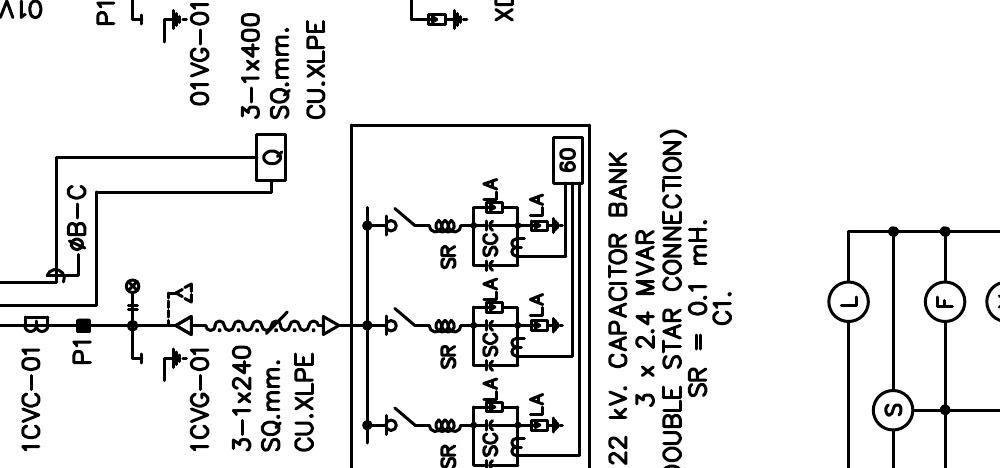 01V
P1
01VG-01
3-1x400
SQ.mm.
CU.XLPE
Q
øB-C
B
P1
1CVC-01
1CVG-01
3-1x240
SQ.mm.
CU.XLPE
60
LA
LA
SC
SR
LA
LA
SC
SR
LA
LA
SC
SR
22 kV. CAPACITOR BANK
3 x 2.4 MVAR
DOUBLE STAR CONNECTION)
SR = 0.1 mH.
C1.
L
F
S